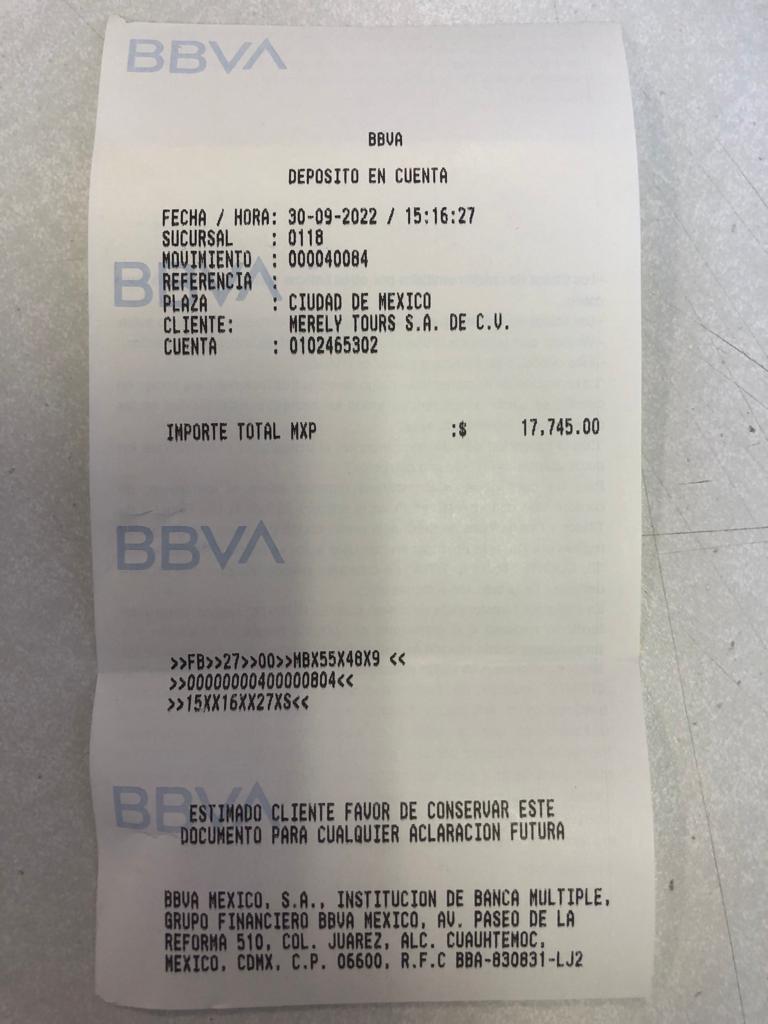 BBVA
BBVA
DEPOSITO EN CUENTA
FECHA / HORA: 30-09-2022 / 15:16:27
SUCURSAL : 0118
MOVIMIENTO : 000040084
BBVA
REFERENCIA :
PLAZA : CIUDAD DE MEXICO
CLIENTE: MERELY TOURS S.A. DE C.V.
CUENTA : 0102465302
IMPORTE TOTAL MXP :$ 17,745.00
BBVA
>>FB>>27>>00>>MBX55X48X9 <<
>>00000000400000804<<
>>15XX16XX27XS<<
BBVA
ESTIMADO CLIENTE FAVOR DE CONSERVAR ESTE
DOCUMENTO PARA CUALQUIER ACLARACION FUTURA
BBVA MEXICO, S.A., INSTITUCION DE BANCA MULTIPLE,
GRUPO FINANCIERO BBVA MEXICO, AV. PASEO DE LA
REFORMA 510, COL. JUAREZ, ALC. CUAUHTEMOC,
MEXICO, CDMX, C.P. 06600, R.F.C BBA-830831-LJ2